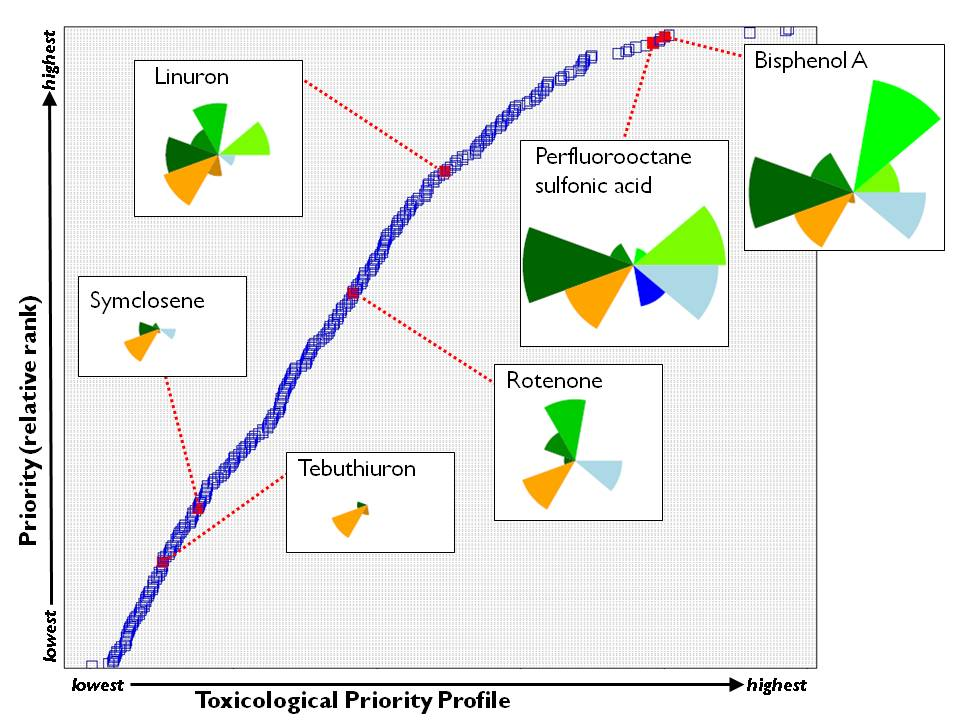 highest
Priority (relative rank)
lowest
Linuron
Bisphenol A
Perfluorooctane
sulfonic acid
Symclosene
Rotenone
Tebuthiuron
lowest
highest
Toxicological Priority Profile